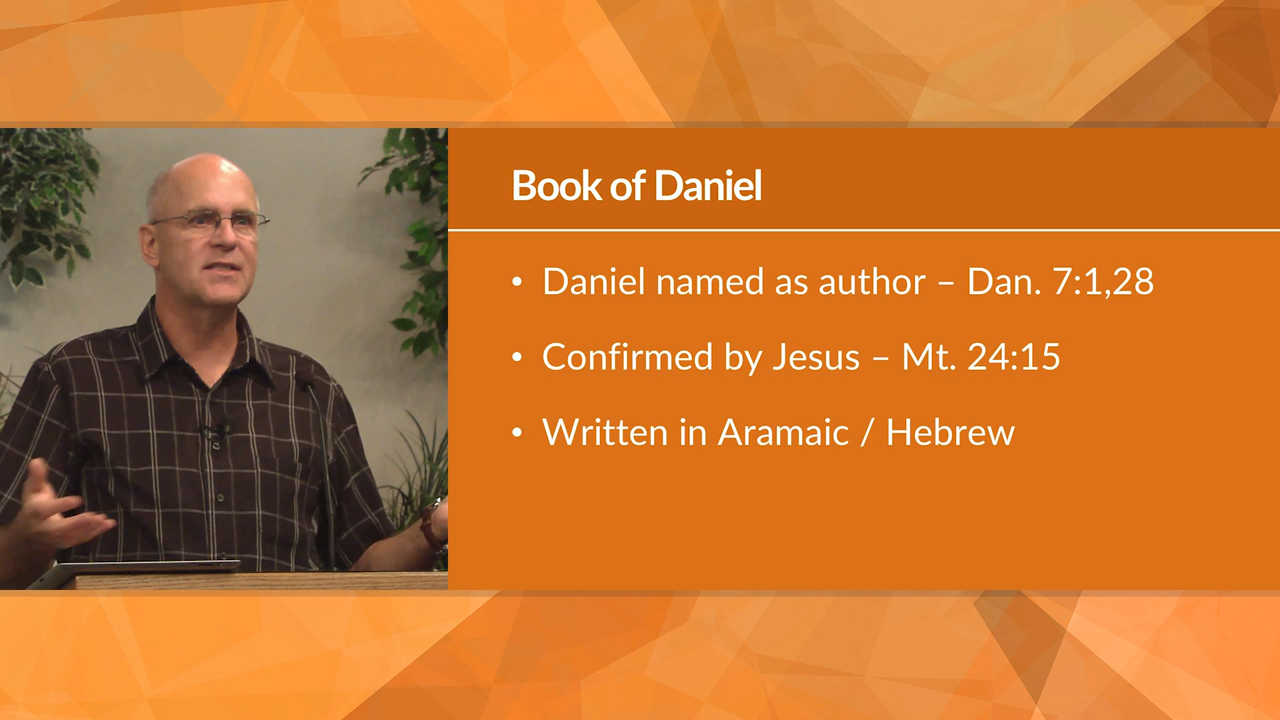 Book of Daniel
• Daniel named as author – Dan. 7:1,28
• Confirmed by Jesus – Mt. 24:15
• Written in Aramaic / Hebrew